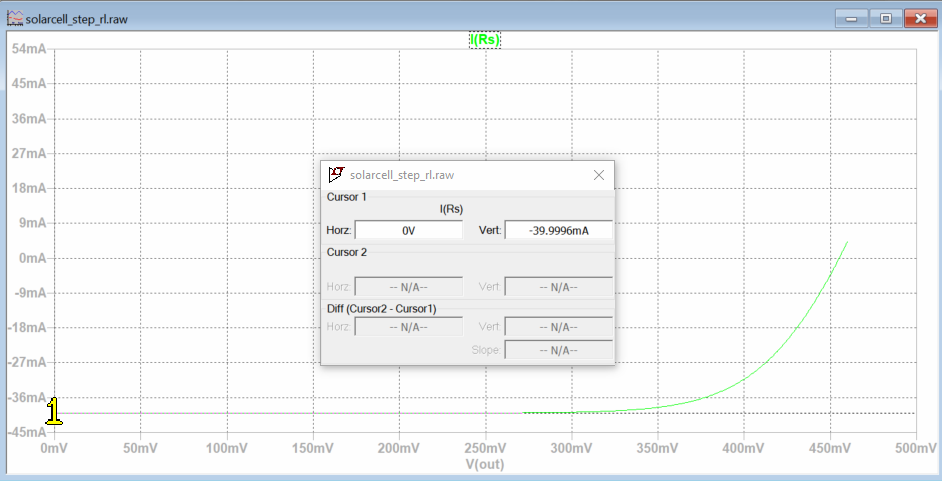 solarcell_step_rl.raw
I(Rs)
54mA
45mA
36mA
27mA
18mA
9mA
0mA
-9mA
-18mA
-27mA
-36mA
-45mA
solarcell_step_rl.raw
Cursor 1
I(Rs)
Horz: 0V Vert: -39.9996mA
Cursor 2
Horz: -- N/A-- Vert: -- N/A--
Diff (Cursor2 - Cursor1)
Horz: -- N/A-- Vert: -- N/A--
Slope: -- N/A--
1
0mV 50mV 100mV 150mV 200mV 250mV 300mV 350mV 400mV 450mV 500mV
V(out)